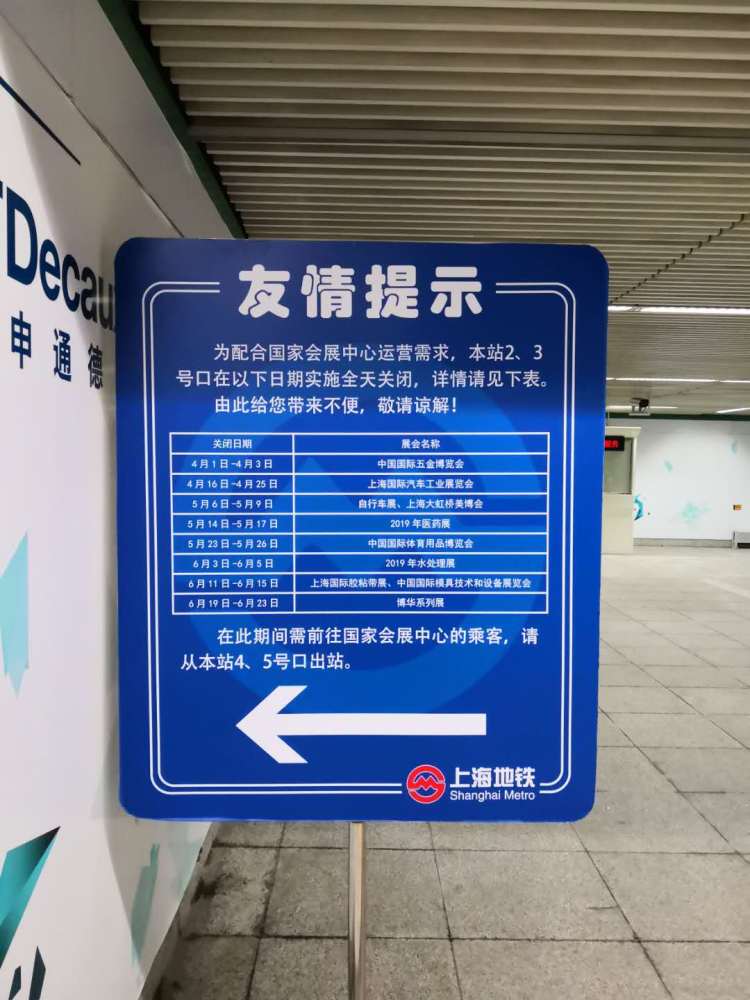 Decaux
申通德
友情提示
为配合国家会展中心运营需求，本站2、3
号口在以下日期实施全天关闭，详情请见下表。
由此给您带来不便，敬请谅解！
关闭日期 展会名称
4月1日-4月3日 中国国际五金博览会
4月16日-4月25日 上海国际汽车工业展览会
5月6日-5月9日 自行车展、上海大虹桥美博会
5月14日-5月17日 2019年医药展
5月23日-5月26日 中国国际体育用品博览会
6月3日-6月5日 2019年水处理展
6月11日-6月15日 上海国际胶粘带展、中国国际模具技术和设备展览会
6月19日-6月23日 博华系列展
在此期间需前往国家会展中心的乘客，请
从本站4、5号口出站。
上海地铁
Shanghai Metro